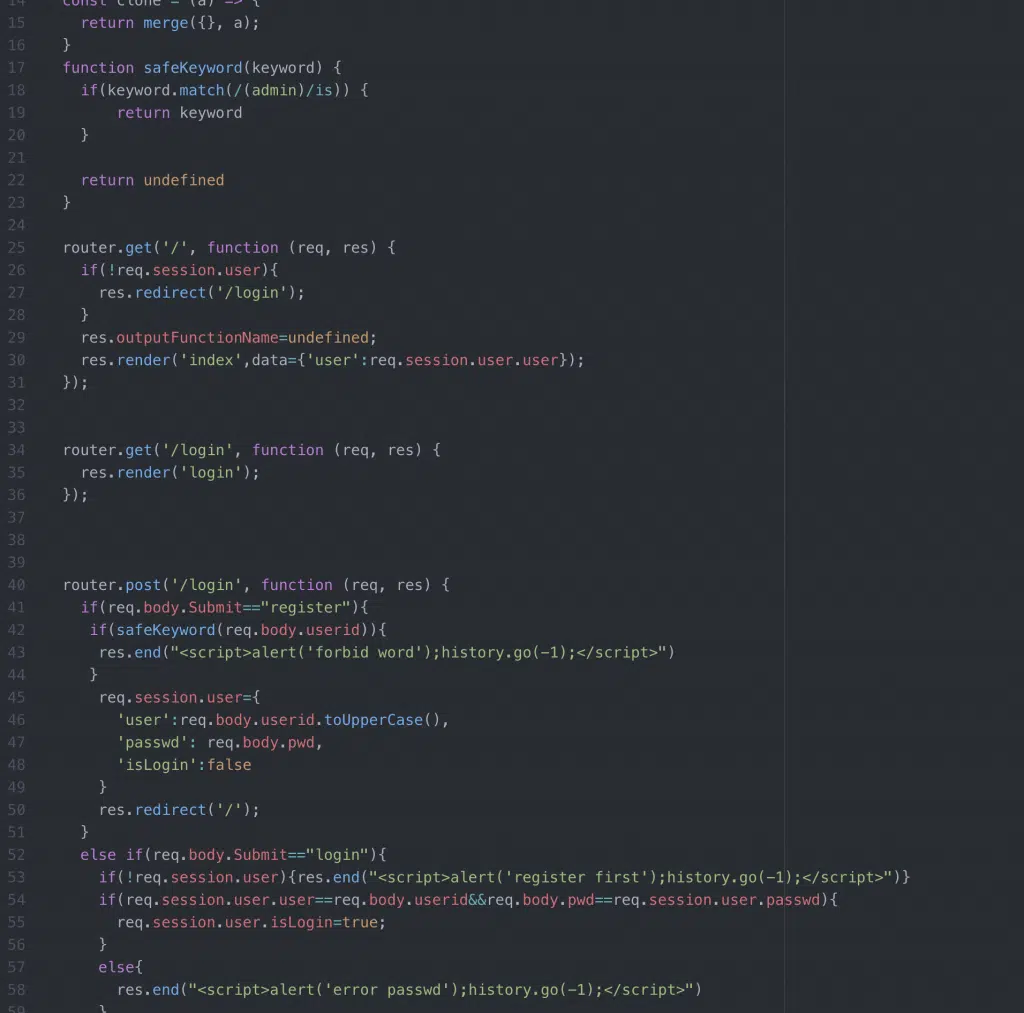 14 const clone = (a) => {
15 return merge({}, a);
16 }
17 function safeKeyword(keyword) {
18 if(keyword.match(/(admin)/is)) {
19 return keyword
20 }
21
22 return undefined
23 }
24
25 router.get('/', function (req, res) {
26 if(!req.session.user){
27 res.redirect('/login');
28 }
29 res.outputFunctionName=undefined;
30 res.render('index',data={'user':req.session.user.user});
31 });
32
33
34 router.get('/login', function (req, res) {
35 res.render('login');
36 });
37
38
39
40 router.post('/login', function (req, res) {
41 if(req.body.Submit=="register"){
42 if(safeKeyword(req.body.userid)){
43 res.end("<script>alert('forbid word');history.go(-1);</script>")
44 }
45 req.session.user={
46 'user':req.body.userid.toUpperCase(),
47 'passwd': req.body.pwd,
48 'isLogin':false
49 }
50 res.redirect('/');
51 }
52 else if(req.body.Submit=="login"){
53 if(!req.session.user){res.end("<script>alert('register first');history.go(-1);</script>")}
54 if(req.session.user.user==req.body.userid&&req.body.pwd==req.session.user.passwd){
55 req.session.user.isLogin=true;
56 }
57 else{
58 res.end("<script>alert('error passwd');history.go(-1);</script>")
59 }